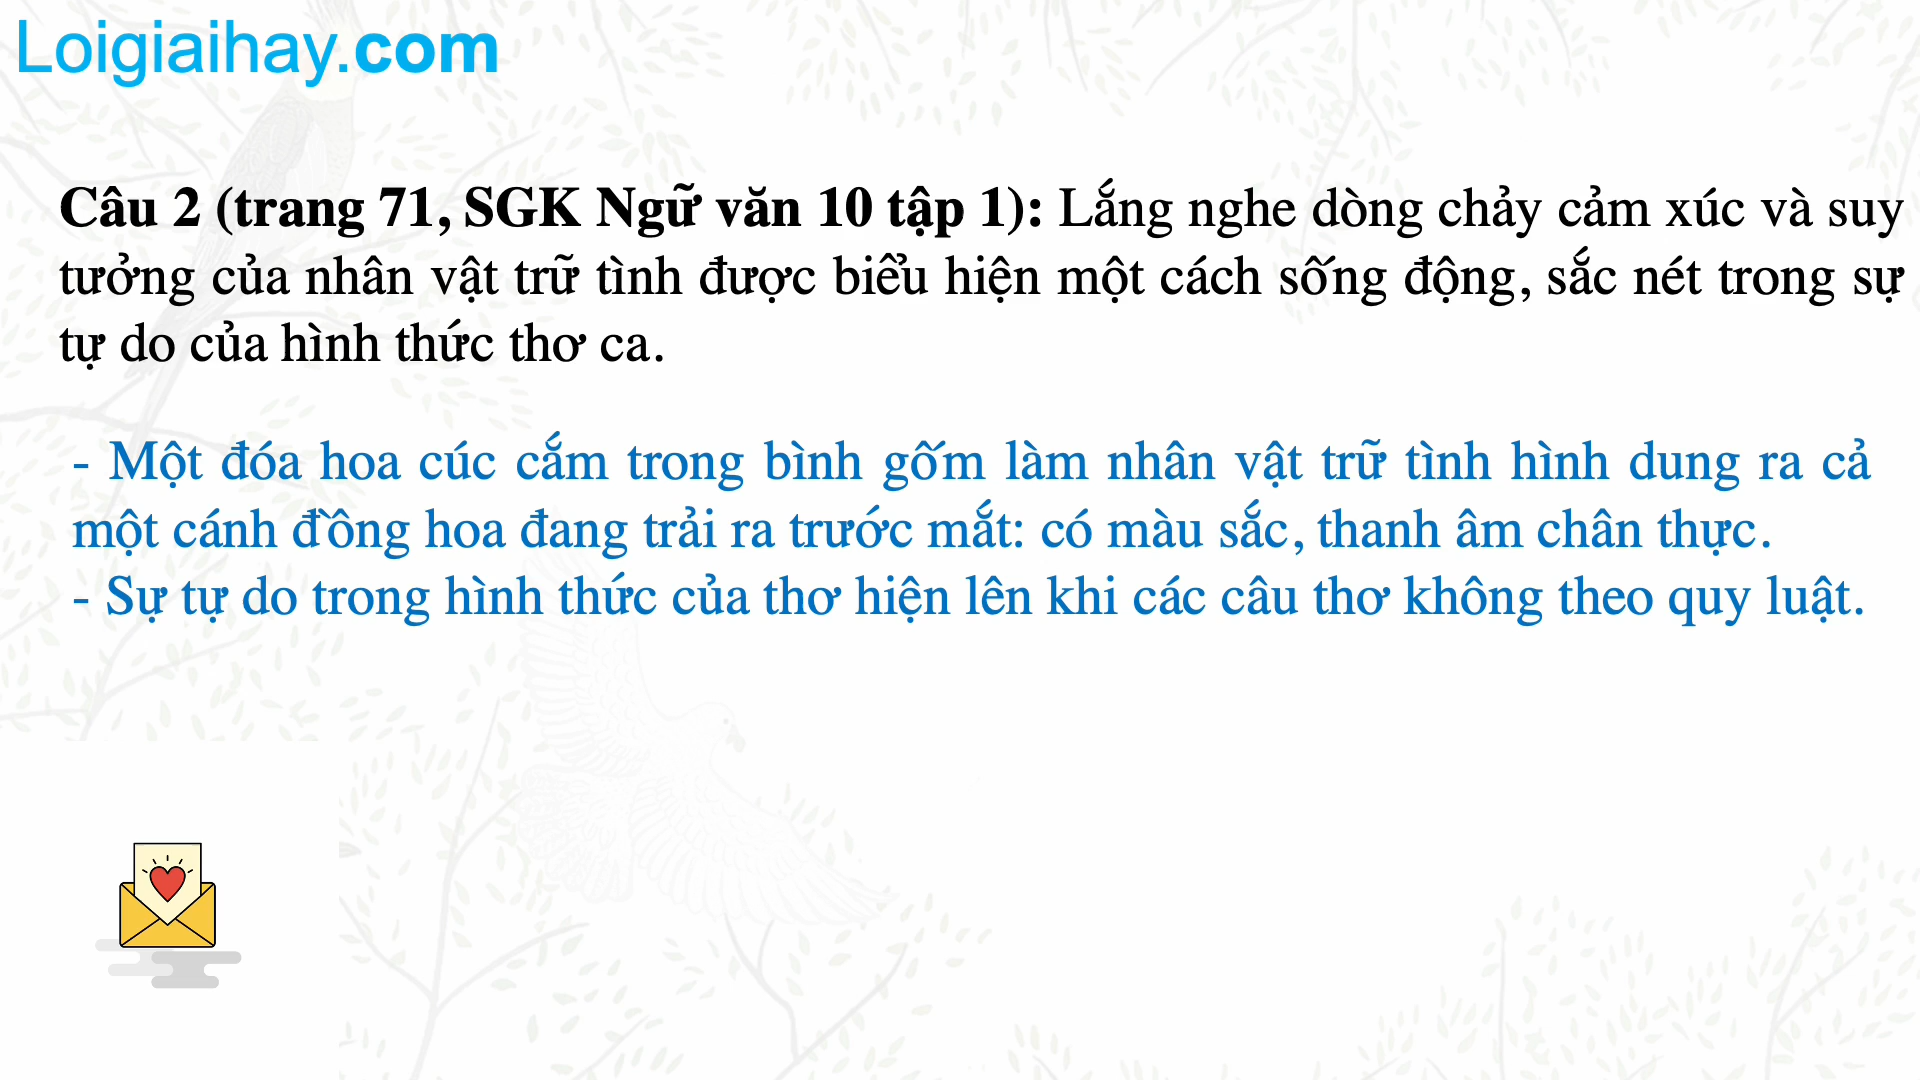 Loigiaihay.com
Câu 2 (trang 71, SGK Ngữ văn 10 tập 1): Lắng nghe dòng chảy cảm xúc và suy
tưởng của nhân vật trữ tình được biểu hiện một cách sống động, sắc nét trong sự
tự do của hình thức thơ ca.
- Một đóa hoa cúc cắm trong bình gốm làm nhân vật trữ tình hình dung ra cả
một cánh đồng hoa đang trải ra trước mắt: có màu sắc, thanh âm chân thực.
- Sự tự do trong hình thức của thơ hiện lên khi các câu thơ không theo quy luật.